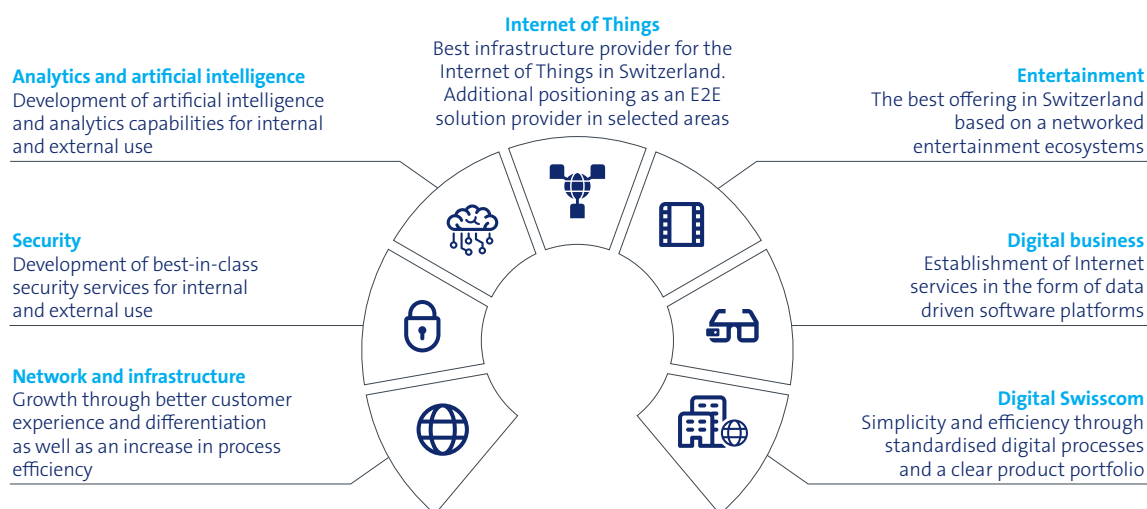 Internet of Things
Best infrastructure provider for the
Internet of Things in Switzerland.
Additional positioning as an E2E
solution provider in selected areas
Analytics and artificial intelligence
Development of artificial intelligence
and analytics capabilities for internal
and external use
Entertainment
The best offering in Switzerland
based on a networked
entertainment ecosystems
Security
Development of best-in-class
security services for internal
and external use
Digital business
Establishment of Internet
services in the form of data
driven software platforms
Network and infrastructure
Growth through better customer
experience and differentiation
as well as an increase in process
efficiency
Digital Swisscom
Simplicity and efficiency through
standardised digital processes
and a clear product portfolio